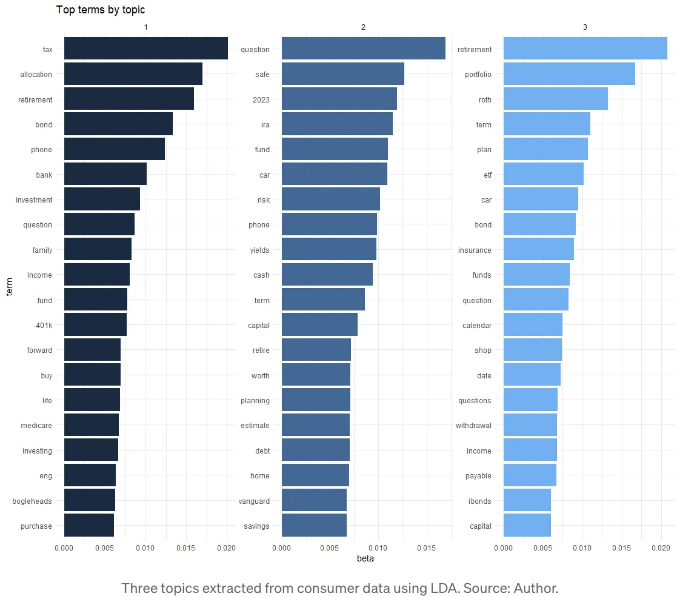 Top terms by topic
1
2
3
term
tax
allocation
retirement
bond
phone
bank
investment
question
family
income
fund
401k
forward
buy
life
medicare
investing
eng
bogleheads
purchase
0.000 0.005 0.010 0.015 0.020
question
safe
2023
ira
fund
car
risk
phone
yields
cash
term
capital
retire
worth
planning
estimate
debt
home
vanguard
savings
0.000 0.005 0.010 0.015
retirement
portfolio
roth
term
plan
etf
car
bond
insurance
funds
question
calendar
shop
date
questions
withdrawal
income
payable
ibonds
capital
0.000 0.005 0.010 0.015 0.020
beta
Three topics extracted from consumer data using LDA. Source: Author.